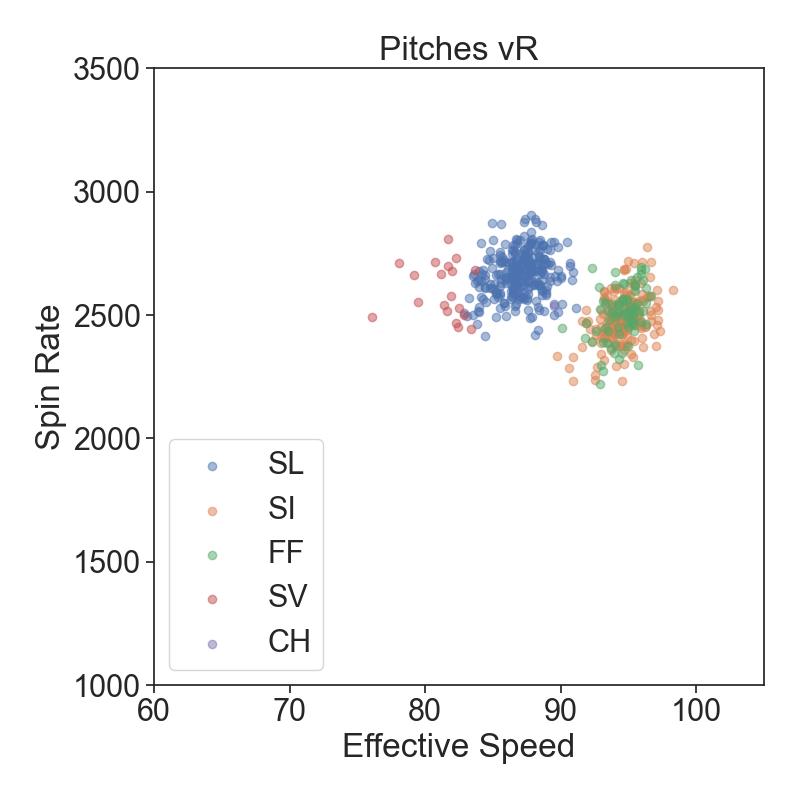 Pitches vR
3500
3000
2500
2000
1500
1000
Spin Rate
SL
SI
FF
SV
CH
60 70 80 90 100
Effective Speed